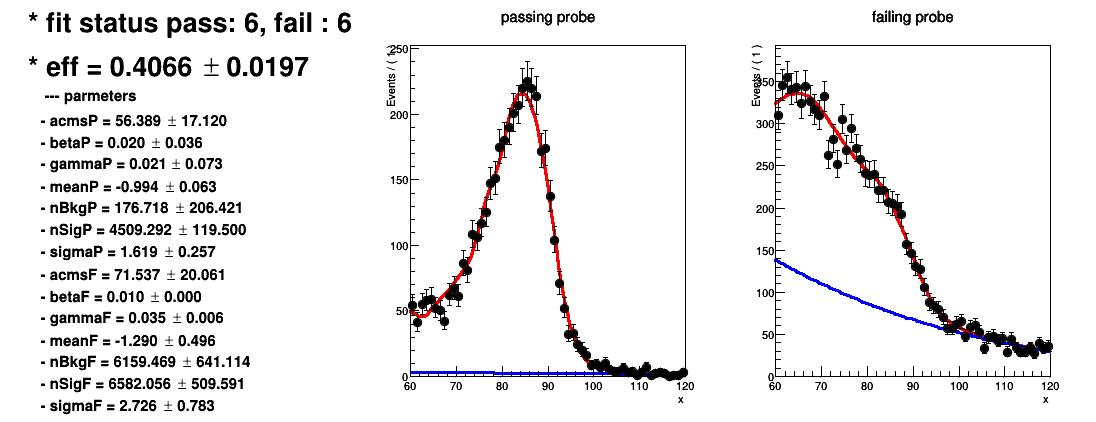 * fit status pass: 6, fail : 6
* eff = 0.4066 ± 0.0197
--- parmeters
- acmsP = 56.389 ± 17.120
- betaP = 0.020 ± 0.036
- gammaP = 0.021 ± 0.073
- meanP = -0.994 ± 0.063
- nBkgP = 176.718 ± 206.421
- nSigP = 4509.292 ± 119.500
- sigmaP = 1.619 ± 0.257
- acmsF = 71.537 ± 20.061
- betaF = 0.010 ± 0.000
- gammaF = 0.035 ± 0.006
- meanF = -1.290 ± 0.496
- nBkgF = 6159.469 ± 641.114
- nSigF = 6582.056 ± 509.591
- sigmaF = 2.726 ± 0.783
passing probe
Events / ( 1 )
250
200
150
100
50
0
60 70 80 90 100 110 120
x
failing probe
Events / ( 1 )
350
300
250
200
150
100
50
0
60 70 80 90 100 110 120
x